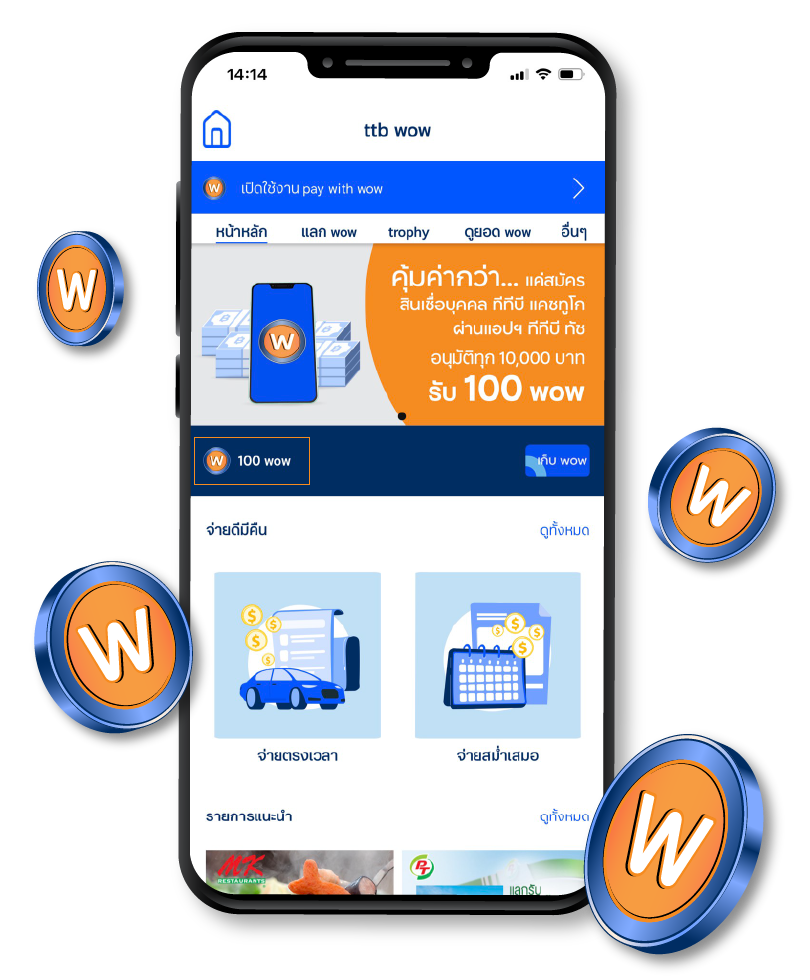 14:14
ttb wow
W เปิดใช้งาน pay with wow
หน้าหลัก แลก wow trophy ดูยอด wow อื่นๆ
คุ้มค่ากว่า... แค่สมัคร
สินเชื่อบุคคล ทีทีบี แคชทูโก
ผ่านแอปฯ ทีทีบี ทัช
อนุมัติทุก 10,000 บาท
รับ 100 wow
W
W
W 100 wow
เก็บ wow
W
จ่ายดีมีคืน ดูทั้งหมด
W
จ่ายตรงเวลา จ่ายสม่ำเสมอ
รายการแนะนำ ดูทั้งหมด
W
MK
RESTAURANTS
PT
แลกรับ